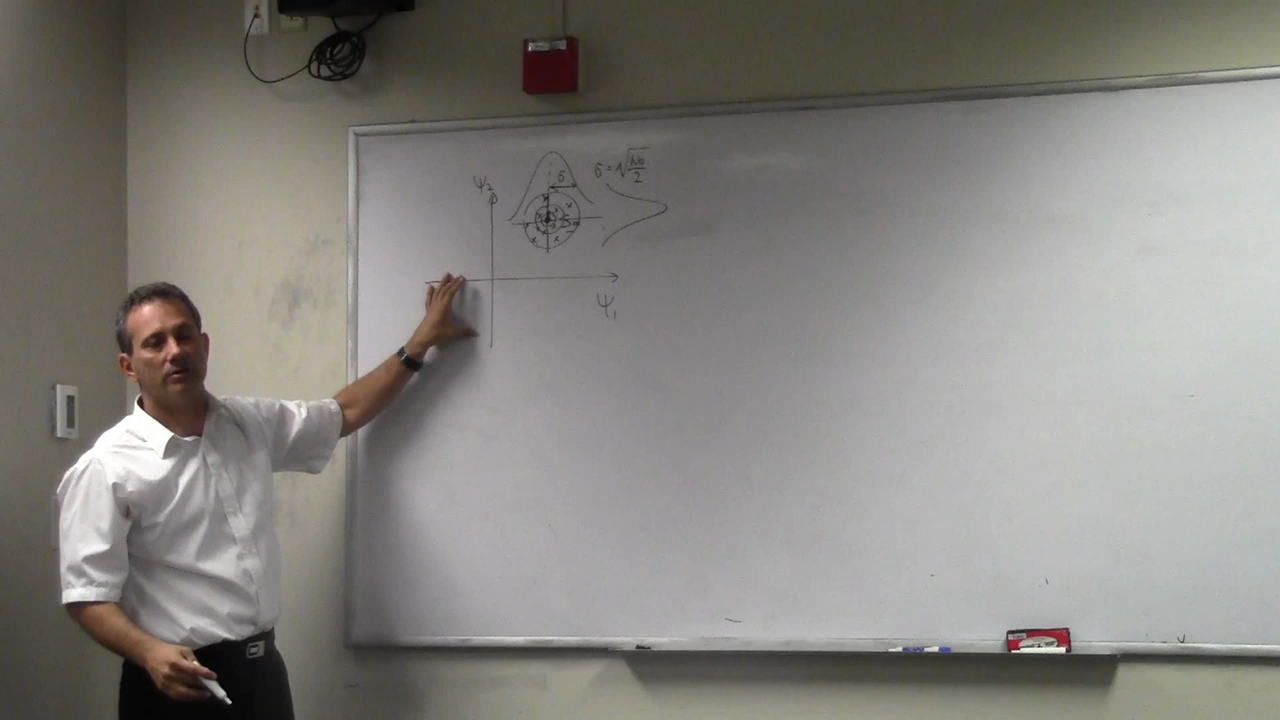 σ = √N₀/2
σ
ψ₂
ψ₁